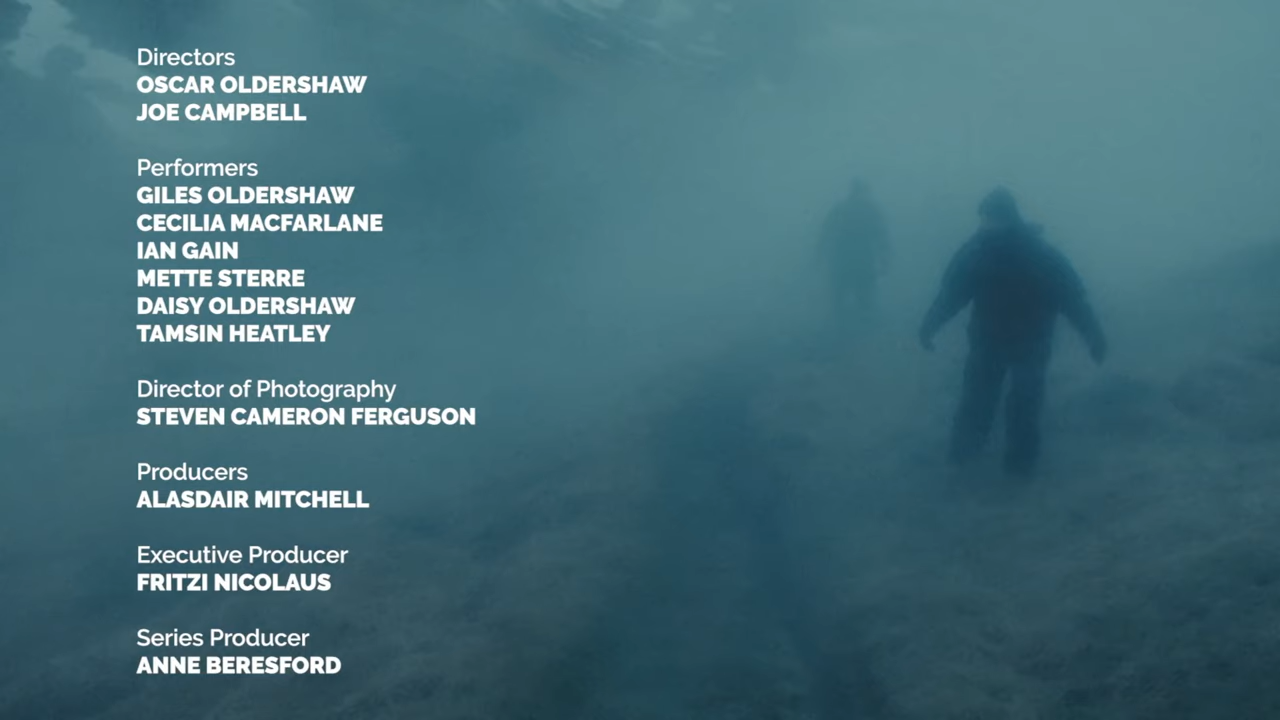 Directors
OSCAR OLDERSHAW
JOE CAMPBELL
Performers
GILES OLDERSHAW
CECILIA MACFARLANE
IAN GAIN
METTE STERRE
DAISY OLDERSHAW
TAMSIN HEATLEY
Director of Photography
STEVEN CAMERON FERGUSON
Producers
ALASDAIR MITCHELL
Executive Producer
FRITZI NICOLAUS
Series Producer
ANNE BERESFORD